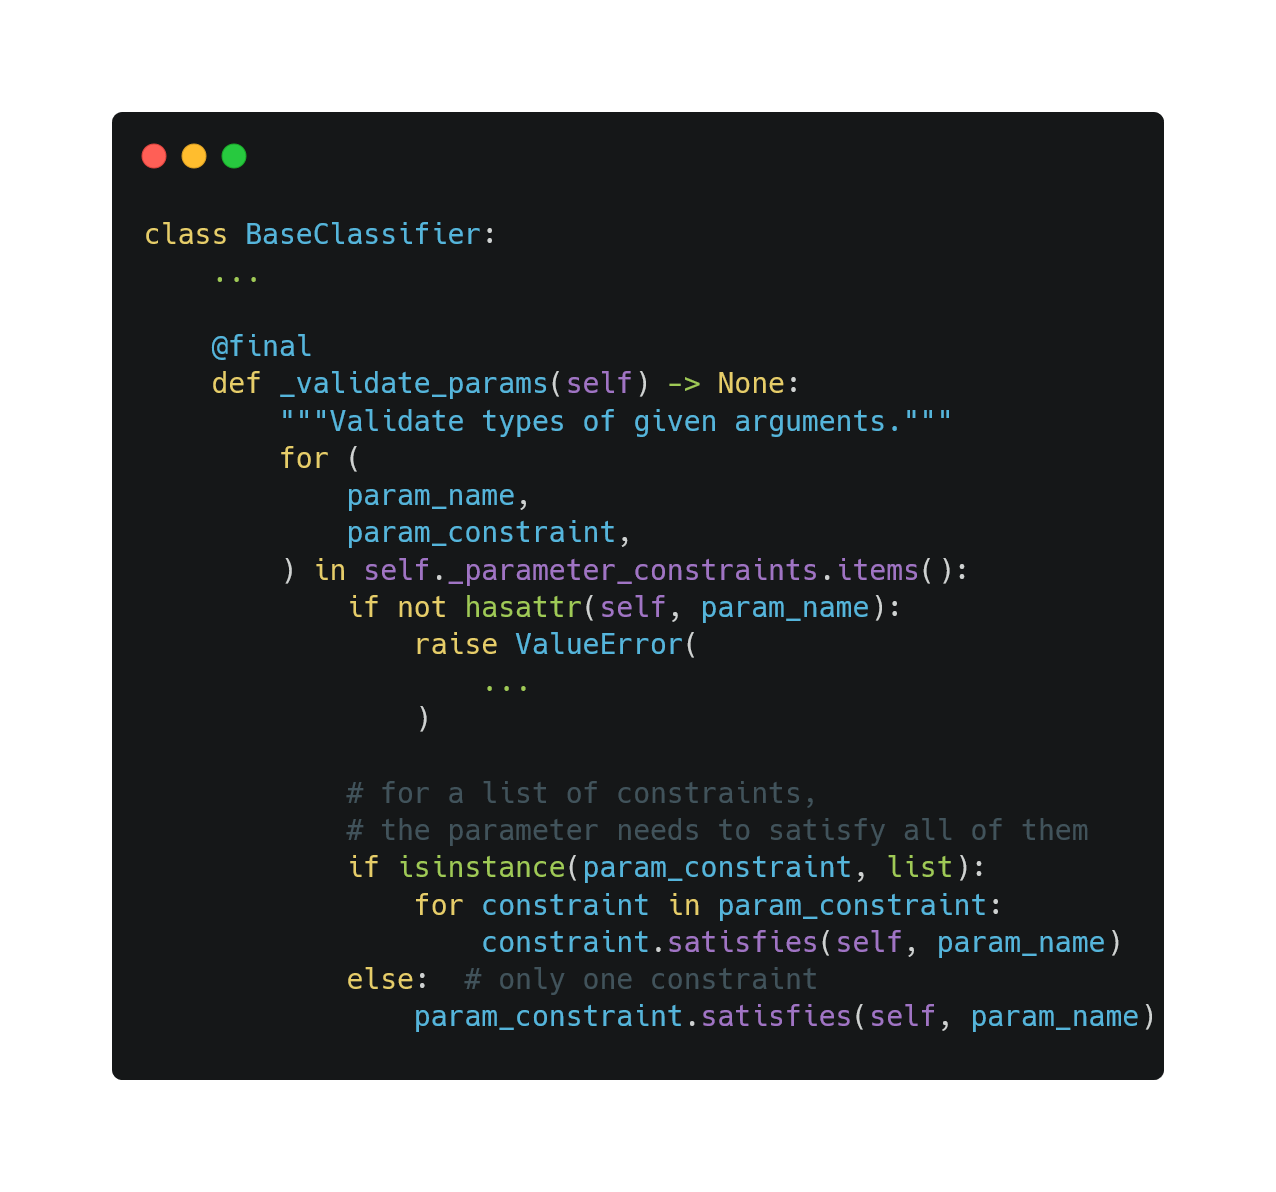 class BaseClassifier:
    ...

    @final
    def _validate_params(self) -> None:
        """Validate types of given arguments."""
        for (
            param_name,
            param_constraint,
        ) in self._parameter_constraints.items():
            if not hasattr(self, param_name):
                raise ValueError(
                    ...
                )

            # for a list of constraints,
            # the parameter needs to satisfy all of them
            if isinstance(param_constraint, list):
                for constraint in param_constraint:
                    constraint.satisfies(self, param_name)
            else:  # only one constraint
                param_constraint.satisfies(self, param_name)